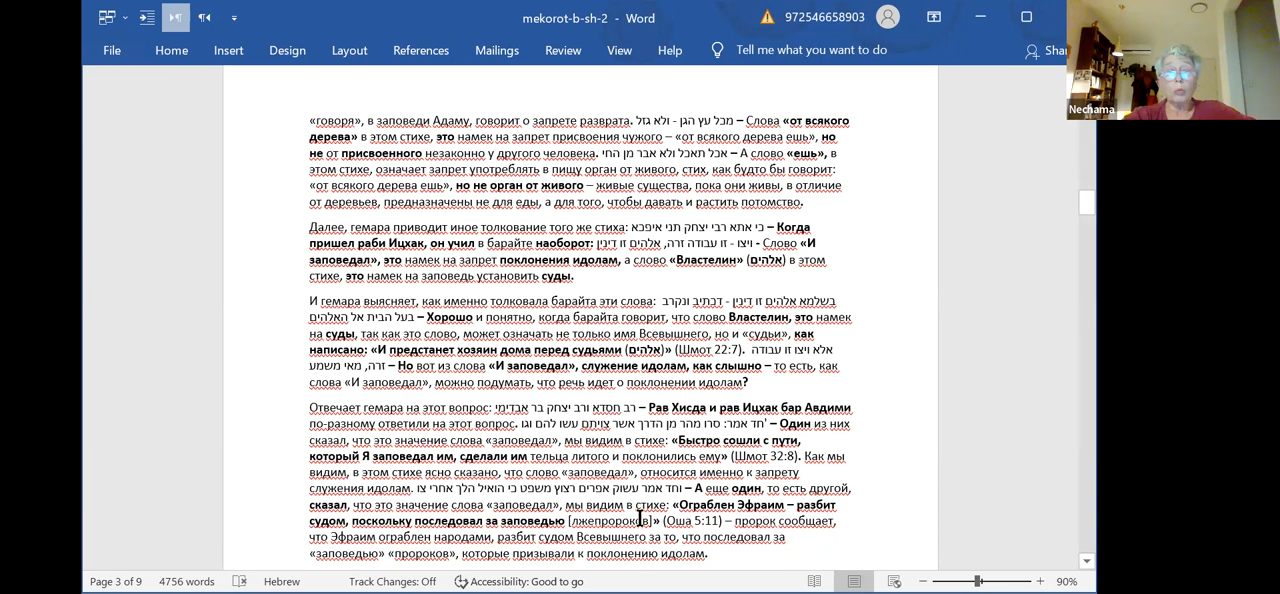 mekorot-b-sh-2 - Word
972546658903
File Home Insert Design Layout References Mailings Review View Help Tell me what you want to do Shar
Nechama
«говоря», в беседи Адаму, говорит о запрете разврата. מכל עץ הגן - ולא גזל – Слова «от всякого
дерева» в этом стихе, это намек на запрет присвоения чужого – «от всякого дерева ешь», но
не от присвоенного незаконно у другого человека. אכל תאכל ולא אבר מן החי – А слово «ешь», в
этом стихе, означает запрет употреблять в пищу орган от живого, стих, как будто бы говорит:
«от всякого дерева ешь», но не орган от живого – живые существа, пока они живы, в отличие
от деревьев, предназначены не для еды, а для того, чтобы давать и растить потомство.
Далее, гемара приводит иное толкование того же стиха: כי אתא רבי יצחק תני איפכא – Когда
пришел раби Ицхак, он учил в барайте наоборот: ויצו - זו עבודה זרה, אלהים זו דינין - Слово «И
заповедал», это намек на запрет поклонения идолам, а слово «Властелин» (אלהים) в этом
стихе, это намек на заповедь установить суды.
И гемара выясняет, как именно толковала барайта эти слова: בשלמא אלהים זו דינין - דכתיב ונקרב
בעל הבית אל האלהים – Хорошо и понятно, когда барайта говорит, что слово Властелин, это намек
на суды, так как это слово, может означать не только имя Всевышнего, но и «судьи», как
написано: «И предстанет хозяин дома перед судьями (אלהים)» (Шмот 22:7). אלא ויצו זו עבודה
זרה, מאי משמע – Но вот из слова «И заповедал», служение идолам, как слышно – то есть, как
слова «И заповедал», можно подумать, что речь идет о поклонении идолам?
Отвечает гемара на этот вопрос: רב חסדא ורב יצחק בר אבדימי – Рав Хисда и рав Ицхак бар Авдими
по-разному ответили на этот вопрос. חד אמר: סרו מהר מן הדרך אשר צויתם עשו להם וגו' – Один из них
сказал, что это значение слова «заповедал», мы видим в стихе: «Быстро сошли с пути,
который Я заповедал им, сделали им тельца литого и поклонились ему» (Шмот 32:8). Как мы
видим, в этом стихе ясно сказано, что слово «заповедал», относится именно к запрету
служения идолам. וחד אמר עשוק אפרים רצוץ משפט כי הואיל הלך אחרי צו – А еще один, то есть другой,
сказал, что это значение слова «заповедал», мы видим в стихе: «Ограблен Эфраим – разбит
судом, поскольку последовал за заповедью [лжепророков]» (Оша 5:11) – пророк сообщает,
что Эфраим ограблен народами, разбит судом Всевышнего за то, что последовал за
«заповедью» «пророков», которые призывали к поклонению идолам.
Page 3 of 9 4756 words Hebrew Track Changes: Off Accessibility: Good to go 90%